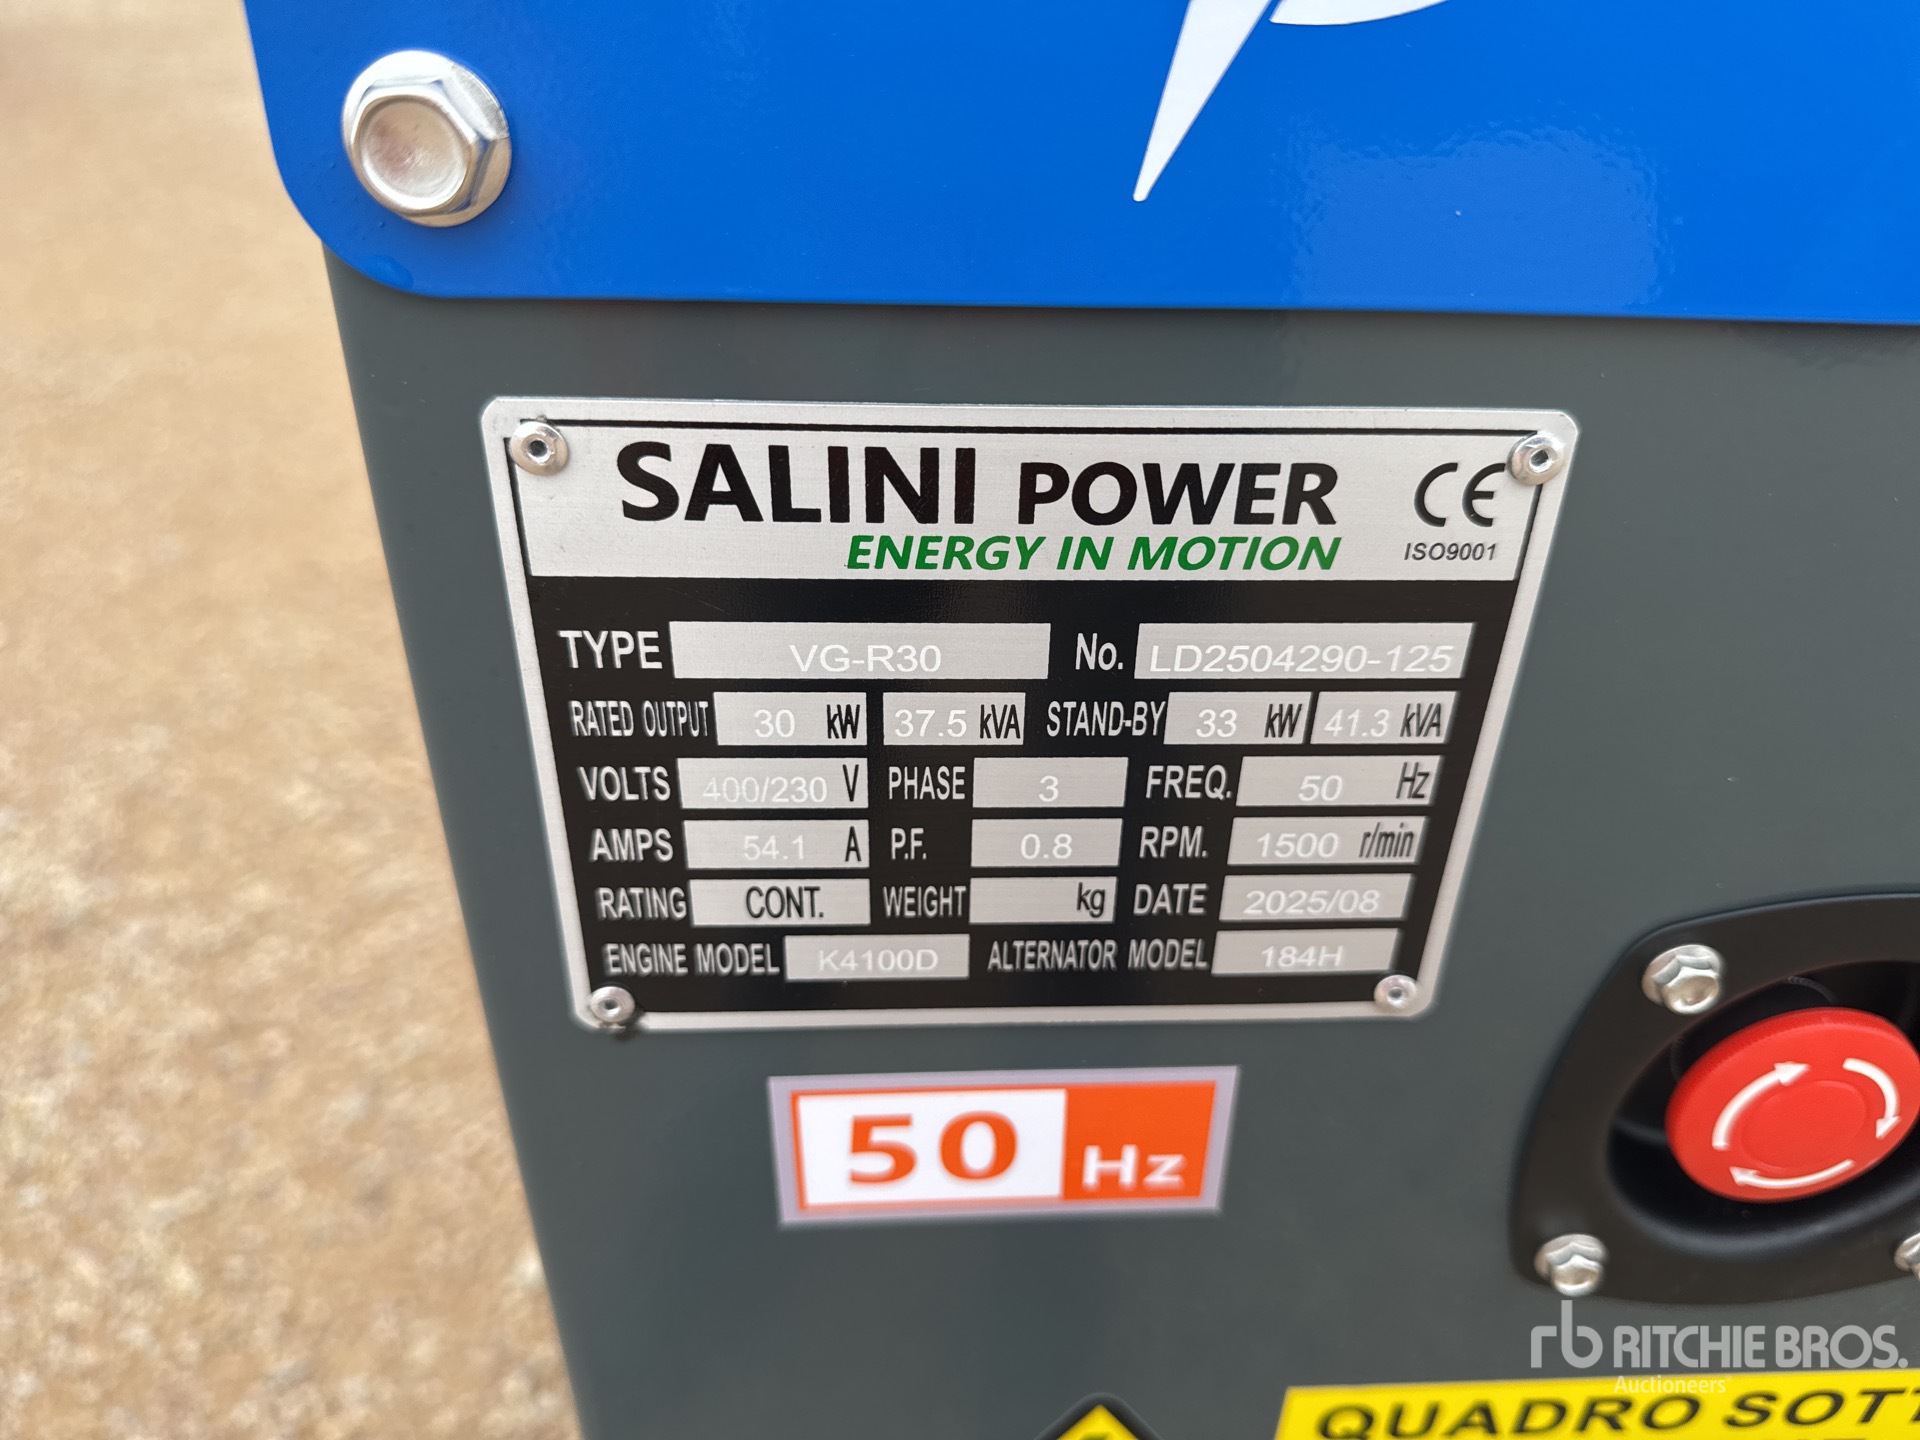 SALINI POWER
CE
ENERGY IN MOTION
ISO9001
TYPE VG-R30 No. LD2504290-125
RATED OUTPUT 30 kW 37.5 kVA STAND-BY 33 kW 41.3 kVA
VOLTS 400/230 V PHASE 3 FREQ. 50 Hz
AMPS 54.1 A P.F. 0.8 RPM. 1500 r/min
RATING CONT. WEIGHT kg DATE 2025/08
ENGINE MODEL K4100D ALTERNATOR MODEL 184H
50 Hz
rb RITCHIE BROS.
Auctioneers
QUADRO SOTT